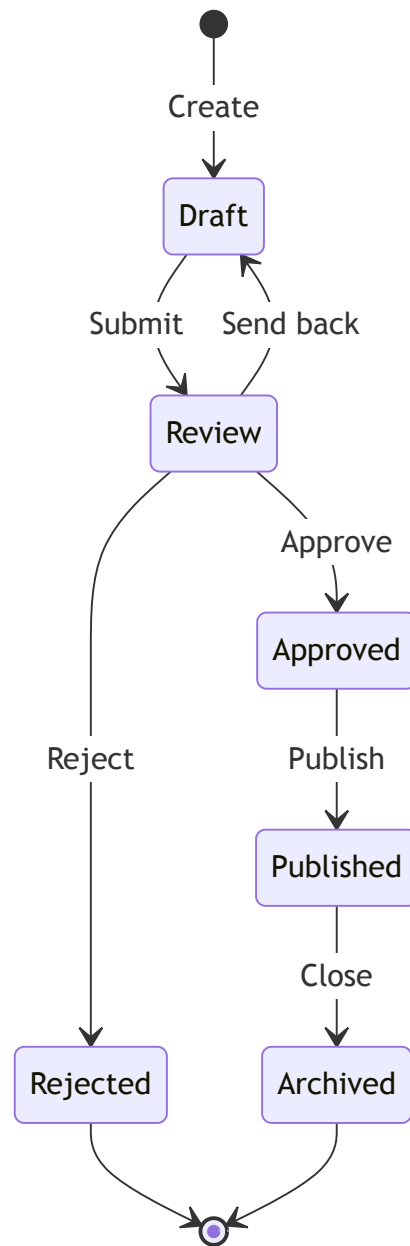 Create
Draft
Submit
Send back
Review
Approve
Approved
Reject
Publish
Published
Close
Rejected
Archived